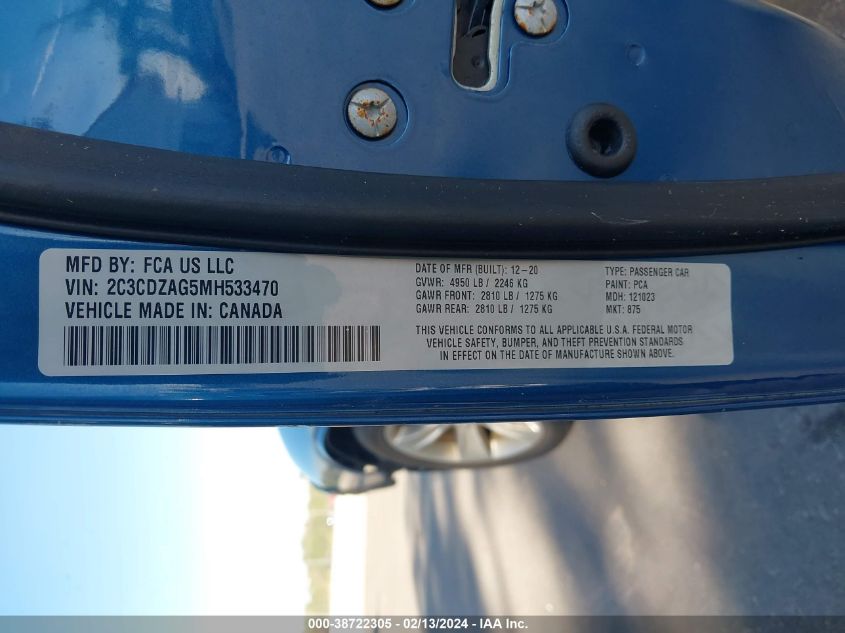 MFD BY: FCA US LLC
VIN: 2C3CDZAG5MH533470
VEHICLE MADE IN: CANADA
DATE OF MFR (BUILT): 12-20
GVWR: 4950 LB / 2246 KG
GAWR FRONT: 2810 LB / 1275 KG
GAWR REAR: 2810 LB / 1275 KG
TYPE: PASSENGER CAR
PAINT: PCA
MDH: 121023
MKT: 875
THIS VEHICLE CONFORMS TO ALL APPLICABLE U.S.A. FEDERAL MOTOR
VEHICLE SAFETY, BUMPER, AND THEFT PREVENTION STANDARDS
IN EFFECT ON THE DATE OF MANUFACTURE SHOWN ABOVE.
000-38722305 - 02/13/2024 - IAA Inc.